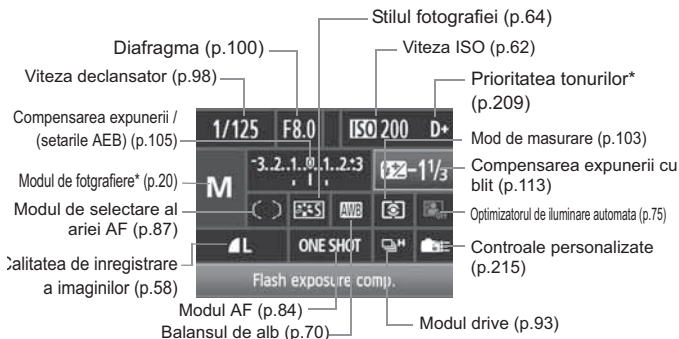 Stilul fotografiei (p.64)
Diafragma (p.100)
Viteza ISO (p.62)
Viteza declansator (p.98)
Prioritatea tonurilor*
(p.209)
Compensarea expunerii /
(setarile AEB) (p.105)
Mod de masurare (p.103)
Modul de fotgrafiere* (p.20)
Compensarea expunerii cu
blit (p.113)
Modul de selectare al
ariei AF (p.87)
Optimizatorul de iluminare automata (p.75)
Calitatea de inregistrare
a imaginilor (p.58)
Controale personalizate
(p.215)
Modul AF (p.84)
Modul drive (p.93)
Balansul de alb (p.70)
1/125 F8.0 ISO 200 D+
-3..2..1..0..1..2.:3
-1 1/3
M
S AWB
L ONE SHOT H
Flash exposure comp.